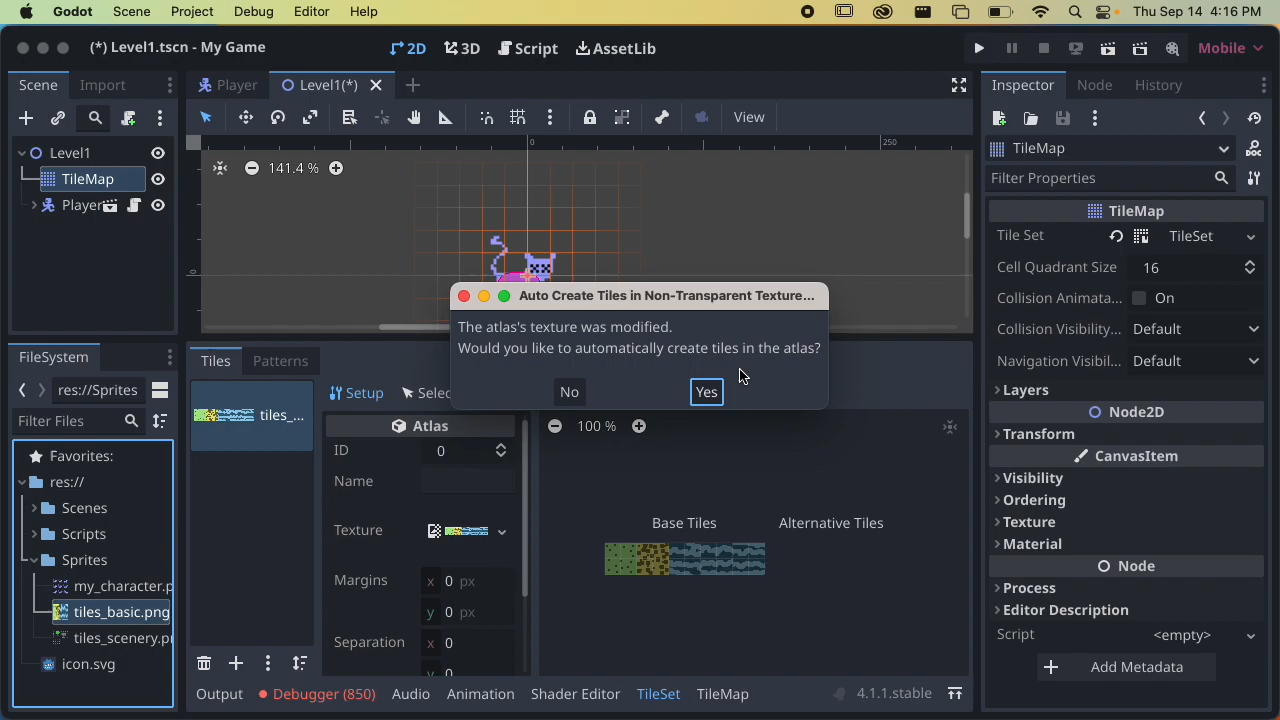 Godot Scene Project Debug Editor Help Thu Sep 14 4:16 PM
(*) Level1.tscn - My Game 2D 3D Script AssetLib Mobile
Scene Import Player Level1(*) Inspector Node History
View
Level1
TileMap
Player
0 250
141.4 %
0
TileMap
Filter Properties
TileMap
Tile Set TileSet
Cell Quadrant Size 16
Collision Animata... On
Collision Visibility... Default
Navigation Visibil... Default
Layers
Node2D
Transform
CanvasItem
Visibility
Ordering
Texture
Material
Node
Process
Editor Description
Script <empty>
Add Metadata
Auto Create Tiles in Non-Transparent Texture...
The atlas's texture was modified.
Would you like to automatically create tiles in the atlas?
No Yes
FileSystem
res://Sprites
Filter Files
Favorites:
res://
Scenes
Scripts
Sprites
my_character.p
tiles_basic.png
tiles_scenery.p
icon.svg
Tiles Patterns
tiles_...
Setup Selec
Atlas
ID 0
Name
Texture
Margins x 0 px
y 0 px
Separation x 0
y 0
100 %
Base Tiles Alternative Tiles
Output Debugger (850) Audio Animation Shader Editor TileSet TileMap 4.1.1.stable